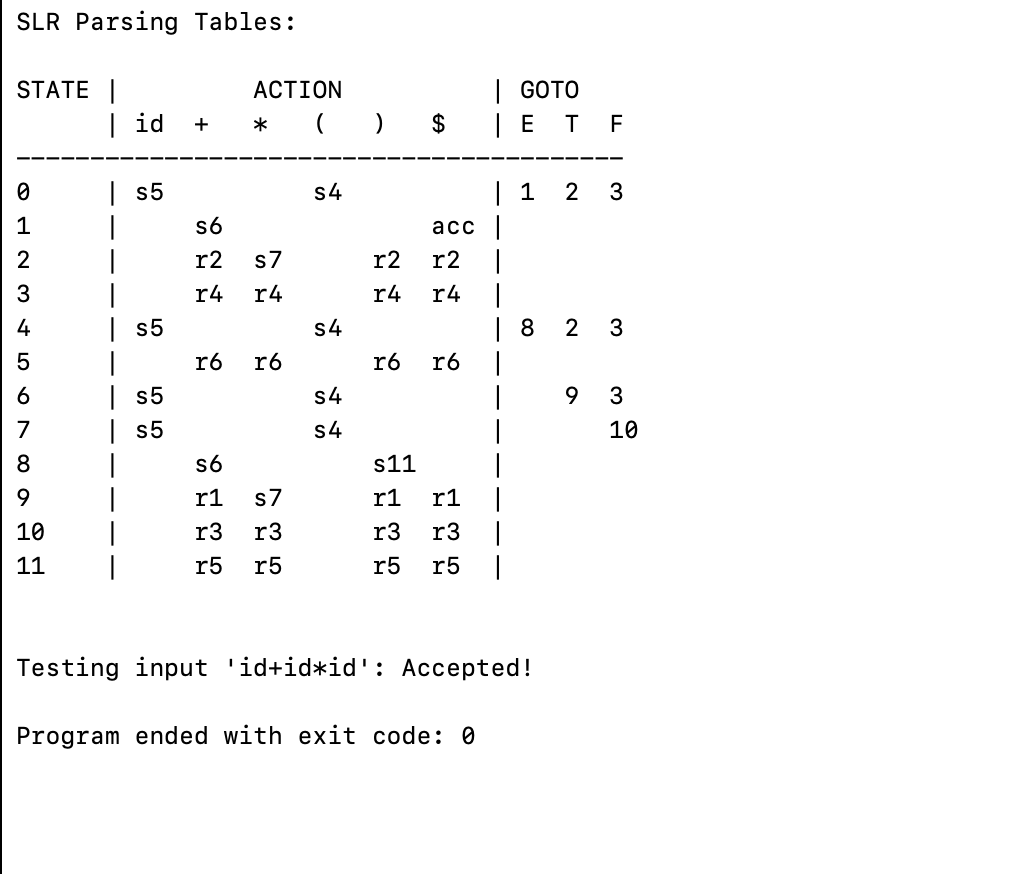 SLR Parsing Tables:
STATE |         ACTION          | GOTO
      | id  +   *   (   )   $   | E  T  F
-----------------------------------------
0     | s5          s4          | 1  2  3
1     |     s6              acc |
2     |     r2  s7      r2  r2  |
3     |     r4  r4      r4  r4  |
4     | s5          s4          | 8  2  3
5     |     r6  r6      r6  r6  |
6     | s5          s4          |    9  3
7     | s5          s4          |       10
8     |     s6          s11     |
9     |     r1  s7      r1  r1  |
10    |     r3  r3      r3  r3  |
11    |     r5  r5      r5  r5  |
Testing input 'id+id*id': Accepted!
Program ended with exit code: 0